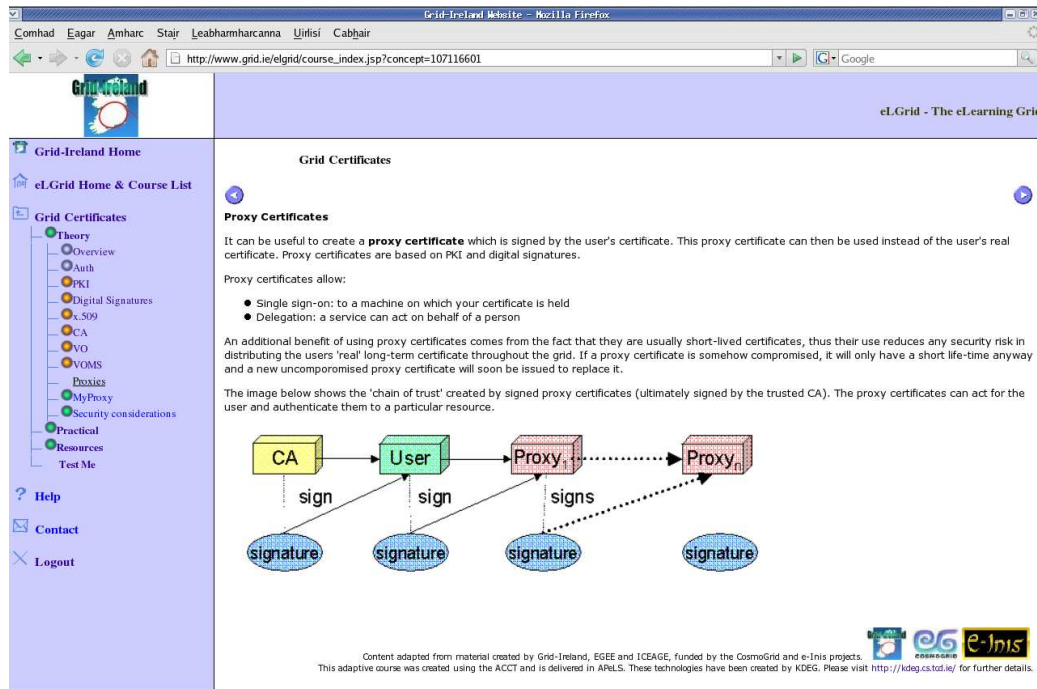 Grid-Ireland Website - Mozilla Firefox
Comhad Eagar Amharc Stair Leabharmharcanna Uirlisí Cabhair
http://www.grid.ie/elgrid/course_index.jsp?concept=107116601
Google
Grid-Ireland
eLGrid - The eLearning Gri
Grid-Ireland Home
eLGrid Home & Course List
Grid Certificates
Theory
Overview
Auth
PKI
Digital Signatures
x.509
CA
VO
VOMS
Proxies
MyProxy
Security considerations
Practical
Resources
Test Me
Help
Contact
Logout
Grid Certificates
Proxy Certificates
It can be useful to create a proxy certificate which is signed by the user's certificate. This proxy certificate can then be used instead of the user's real
certificate. Proxy certificates are based on PKI and digital signatures.
Proxy certificates allow:
Single sign-on: to a machine on which your certificate is held
Delegation: a service can act on behalf of a person
An additional benefit of using proxy certificates comes from the fact that they are usually short-lived certificates, thus their use reduces any security risk in
distributing the users 'real' long-term certificate throughout the grid. If a proxy certificate is somehow compromised, it will only have a short life-time anyway
and a new uncomporomised proxy certificate will soon be issued to replace it.
The image below shows the 'chain of trust' created by signed proxy certificates (ultimately signed by the trusted CA). The proxy certificates can act for the
user and authenticate them to a particular resource.
CA User Proxy1 Proxyn
sign sign signs
signature signature signature signature
COSMOGRID e-Inis
Content adapted from material created by Grid-Ireland, EGEE and ICEAGE, funded by the CosmoGrid and e-Inis projects.
This adaptive course was created using the ACCT and is delivered in APeLS. These technologies have been created by KDEG. Please visit http://kdeg.cs.tcd.ie/ for further details.